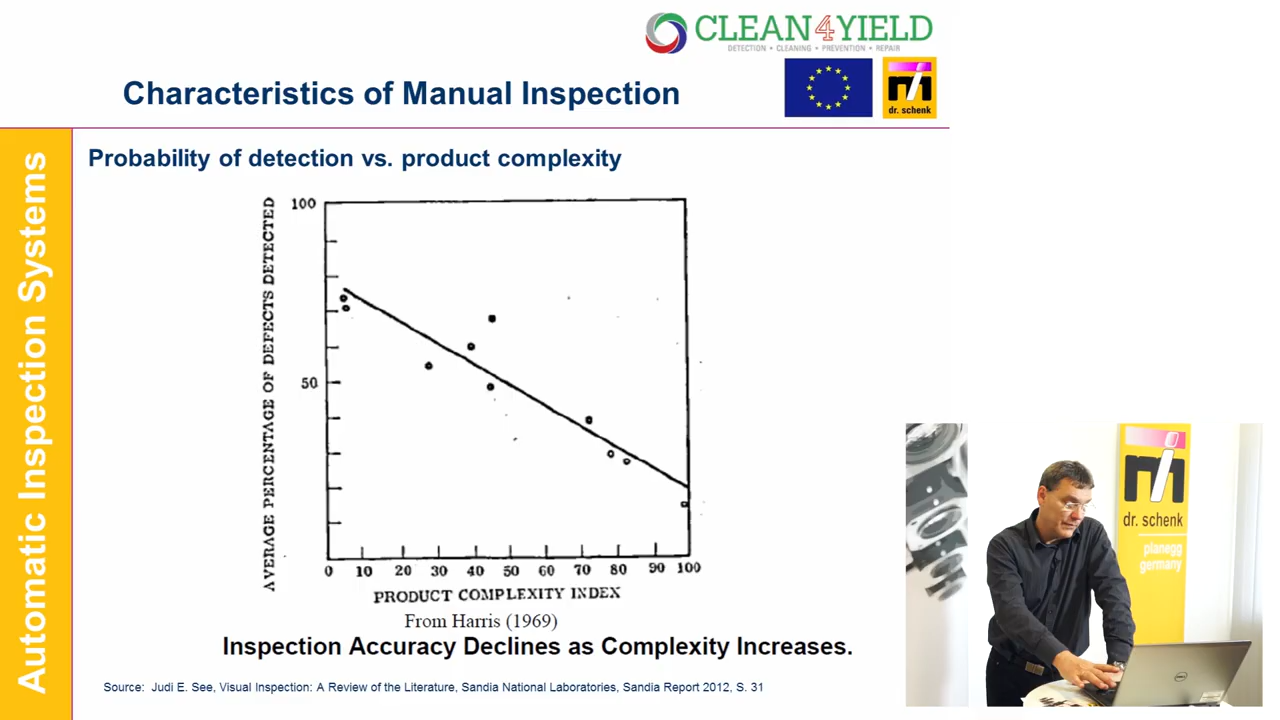 CLEAN4YIELD
DETECTION • CLEANING • PREVENTION • REPAIR
Characteristics of Manual Inspection
dr. schenk
Automatic Inspection Systems
Probability of detection vs. product complexity
AVERAGE PERCENTAGE OF DEFECTS DETECTED
100
50
0 10 20 30 40 50 60 70 80 90 100
PRODUCT COMPLEXITY INDEX
From Harris (1969)
Inspection Accuracy Declines as Complexity Increases.
Source: Judi E. See, Visual Inspection: A Review of the Literature, Sandia National Laboratories, Sandia Report 2012, S. 31
dr. schenk
planegg
germany
DELL